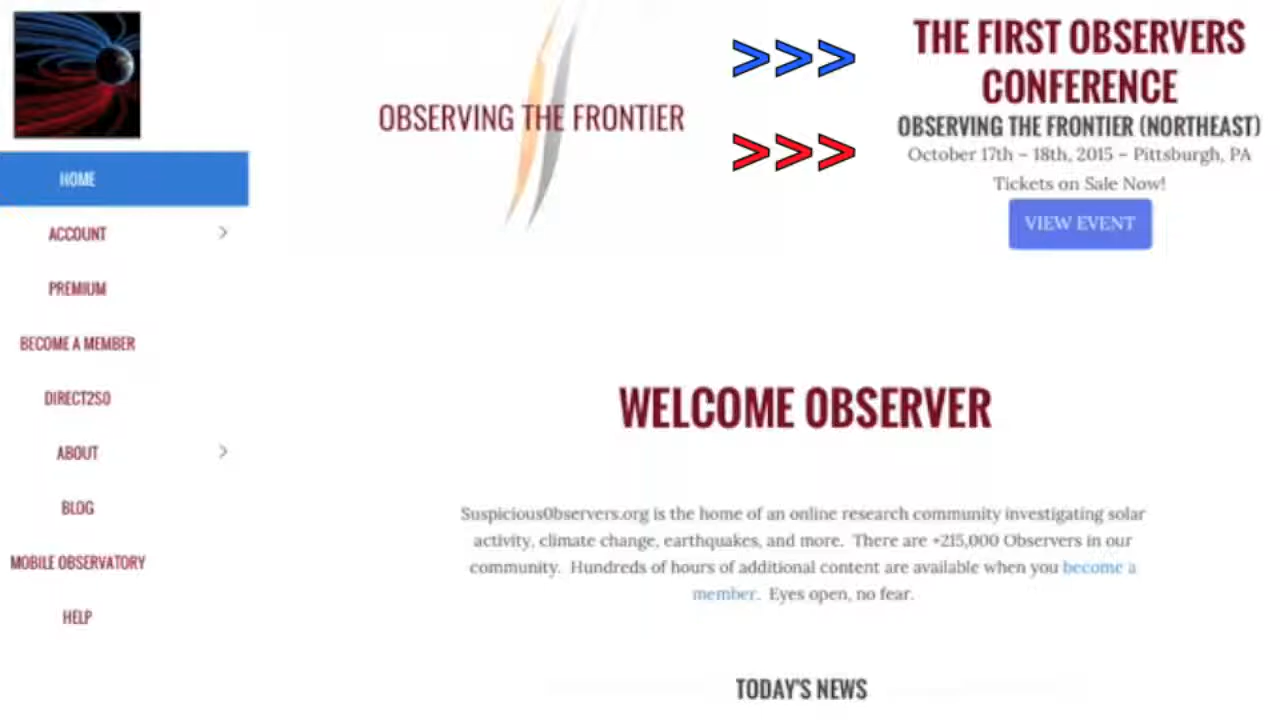 HOME
ACCOUNT >
PREMIUM
BECOME A MEMBER
DIRECT2S0
ABOUT >
BLOG
MOBILE OBSERVATORY
HELP
OBSERVING THE FRONTIER
>>>
>>>
THE FIRST OBSERVERS
CONFERENCE
OBSERVING THE FRONTIER (NORTHEAST)
October 17th – 18th, 2015 – Pittsburgh, PA
Tickets on Sale Now!
VIEW EVENT
WELCOME OBSERVER
Suspicious0bservers.org is the home of an online research community investigating solar
activity, climate change, earthquakes, and more. There are +215,000 Observers in our
community. Hundreds of hours of additional content are available when you become a
member. Eyes open, no fear.
TODAY'S NEWS